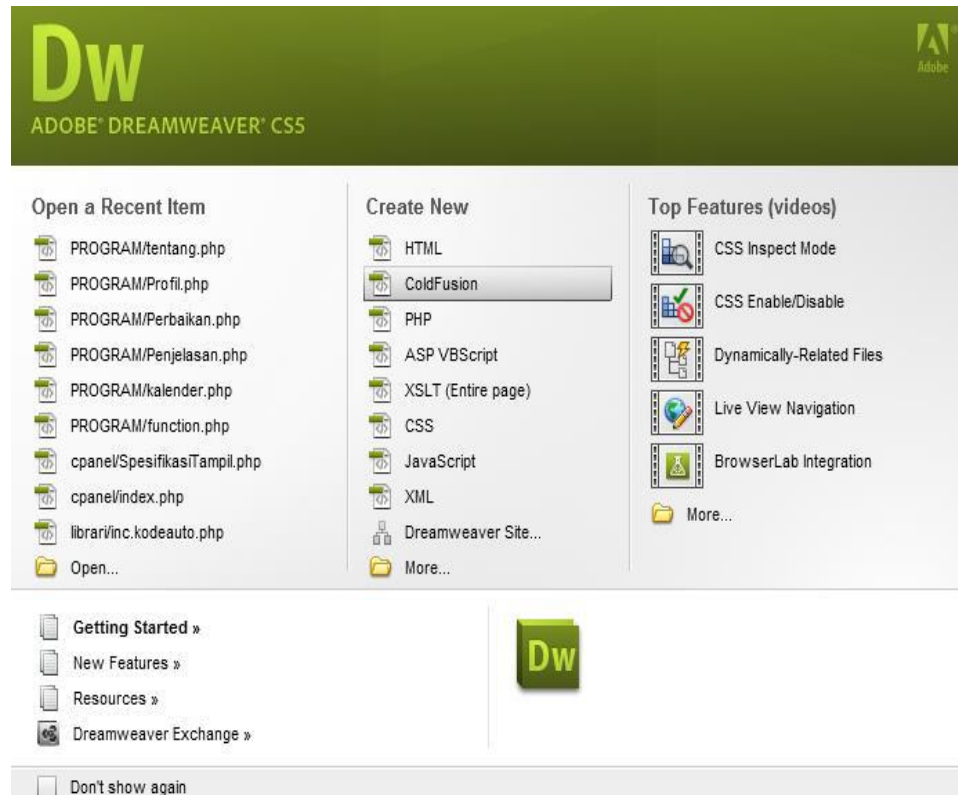 Dw
ADOBE® DREAMWEAVER® CS5
Adobe
Open a Recent Item
PROGRAM/tentang.php
PROGRAM/Profil.php
PROGRAM/Perbaikan.php
PROGRAM/Penjelasan.php
PROGRAM/kalender.php
PROGRAM/function.php
cpanel/SpesifikasiTampil.php
cpanel/index.php
librari/inc.kodeauto.php
Open...
Create New
HTML
ColdFusion
PHP
ASP VBScript
XSLT (Entire page)
CSS
JavaScript
XML
Dreamweaver Site...
More...
Top Features (videos)
CSS Inspect Mode
CSS Enable/Disable
Dynamically-Related Files
Live View Navigation
BrowserLab Integration
More...
Getting Started »
New Features »
Resources »
Dreamweaver Exchange »
Dw
Don't show again